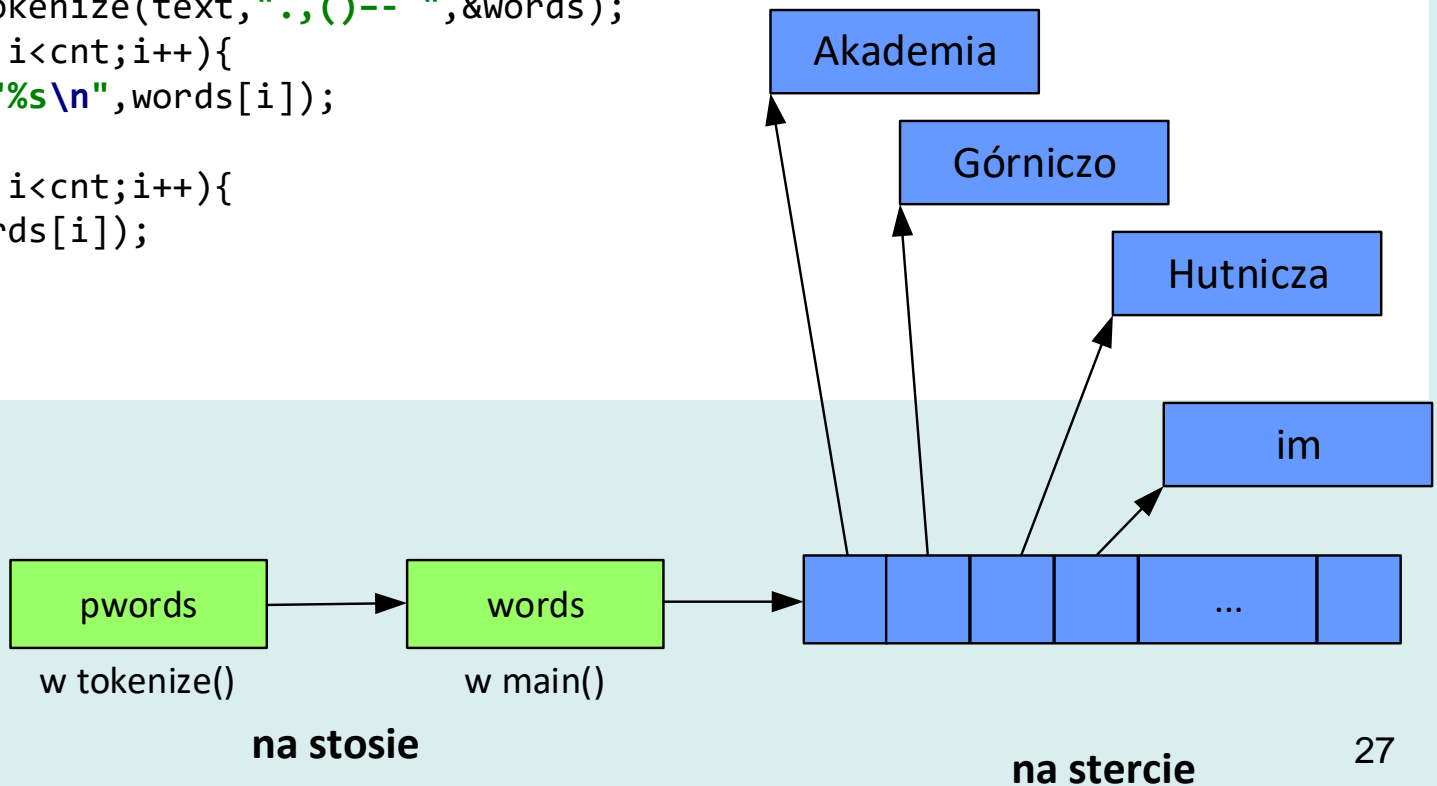 okenize(text,".,()–- ",&words);
i<cnt;i++){
"%s\n",words[i]);
i<cnt;i++){
rds[i]);
Akademia
Górniczo
Hutnicza
im
pwords
words
...
w tokenize()
w main()
na stosie
na stercie
27